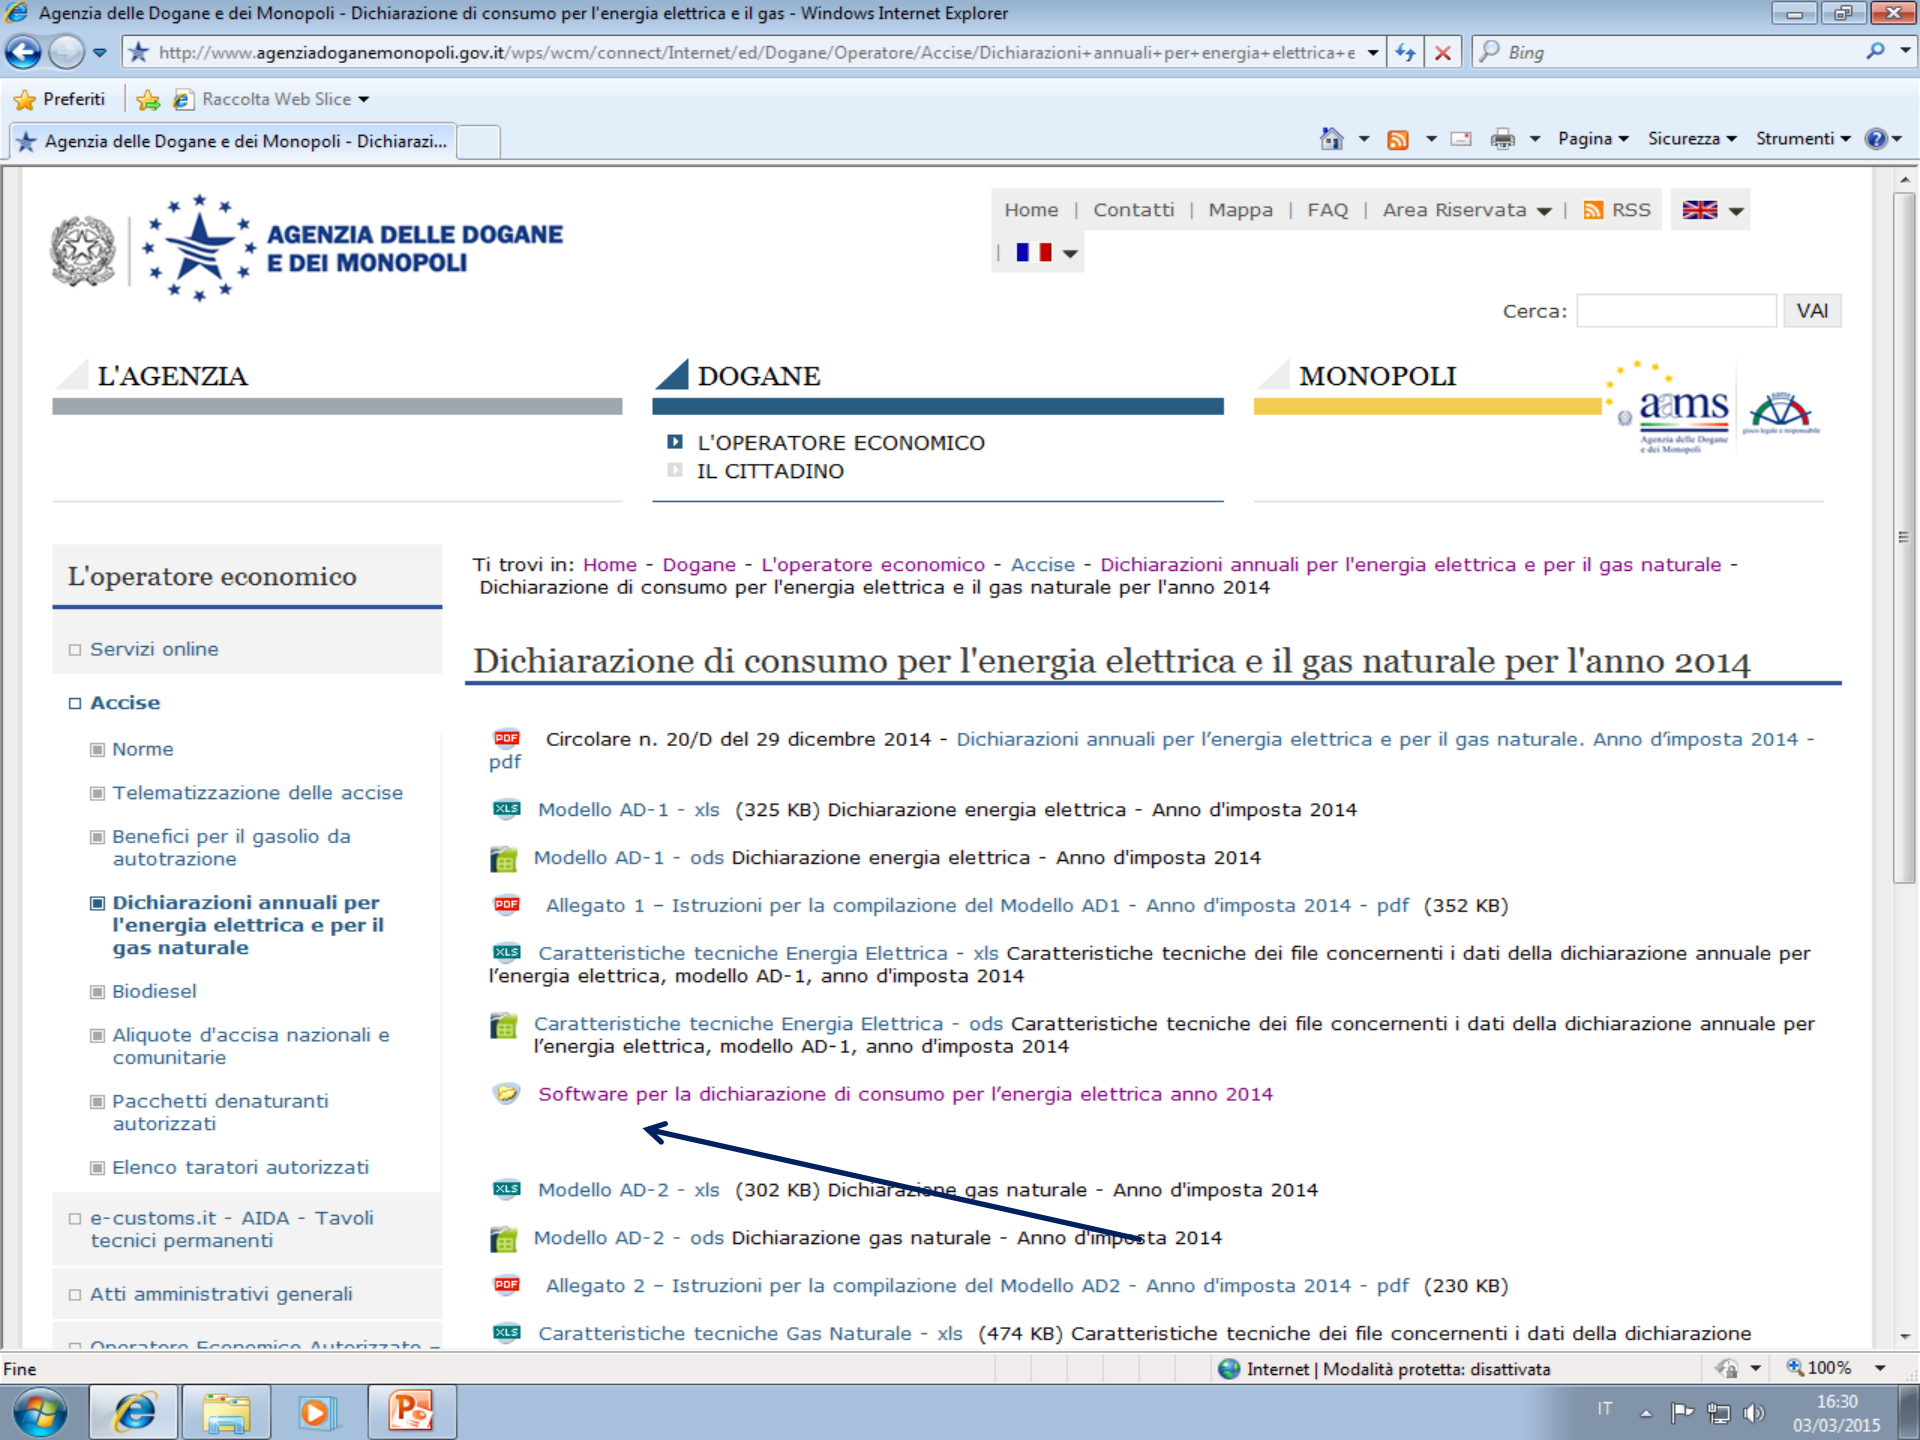 Agenzia delle Dogane e dei Monopoli - Dichiarazione di consumo per l'energia elettrica e il gas - Windows Internet Explorer
http://www.agenziadoganemonopoli.gov.it/wps/wcm/connect/Internet/ed/Dogane/Operatore/Accise/Dichiarazioni+annuali+per+energia+elettrica+e
Bing
Preferiti
Raccolta Web Slice
Agenzia delle Dogane e dei Monopoli - Dichiarazi...
Pagina
Sicurezza
Strumenti
AGENZIA DELLE DOGANE
E DEI MONOPOLI
Home | Contatti | Mappa | FAQ | Area Riservata | RSS
|
Cerca:
VAI
L'AGENZIA
DOGANE
MONOPOLI
aams
Agenzia delle Dogane
e dei Monopoli
gioco legale e responsabile
L'OPERATORE ECONOMICO
IL CITTADINO
L'operatore economico
Servizi online
Accise
Norme
Telematizzazione delle accise
Benefici per il gasolio da
autotrazione
Dichiarazioni annuali per
l'energia elettrica e per il
gas naturale
Biodiesel
Aliquote d'accisa nazionali e
comunitarie
Pacchetti denaturanti
autorizzati
Elenco taratori autorizzati
e-customs.it - AIDA - Tavoli
tecnici permanenti
Atti amministrativi generali
Operatore Economico Autorizzato -
Ti trovi in: Home - Dogane - L'operatore economico - Accise - Dichiarazioni annuali per l'energia elettrica e per il gas naturale -
Dichiarazione di consumo per l'energia elettrica e il gas naturale per l'anno 2014
Dichiarazione di consumo per l'energia elettrica e il gas naturale per l'anno 2014
PDF Circolare n. 20/D del 29 dicembre 2014 - Dichiarazioni annuali per l’energia elettrica e per il gas naturale. Anno d’imposta 2014 -
pdf
XLS Modello AD-1 - xls (325 KB) Dichiarazione energia elettrica - Anno d'imposta 2014
Modello AD-1 - ods Dichiarazione energia elettrica - Anno d'imposta 2014
PDF Allegato 1 – Istruzioni per la compilazione del Modello AD1 - Anno d'imposta 2014 - pdf (352 KB)
XLS Caratteristiche tecniche Energia Elettrica - xls Caratteristiche tecniche dei file concernenti i dati della dichiarazione annuale per
l’energia elettrica, modello AD-1, anno d'imposta 2014
Caratteristiche tecniche Energia Elettrica - ods Caratteristiche tecniche dei file concernenti i dati della dichiarazione annuale per
l’energia elettrica, modello AD-1, anno d'imposta 2014
Software per la dichiarazione di consumo per l’energia elettrica anno 2014
XLS Modello AD-2 - xls (302 KB) Dichiarazione gas naturale - Anno d'imposta 2014
Modello AD-2 - ods Dichiarazione gas naturale - Anno d'imposta 2014
PDF Allegato 2 – Istruzioni per la compilazione del Modello AD2 - Anno d'imposta 2014 - pdf (230 KB)
XLS Caratteristiche tecniche Gas Naturale - xls (474 KB) Caratteristiche tecniche dei file concernenti i dati della dichiarazione
Fine
Internet | Modalità protetta: disattivata
100%
IT
16:30
03/03/2015